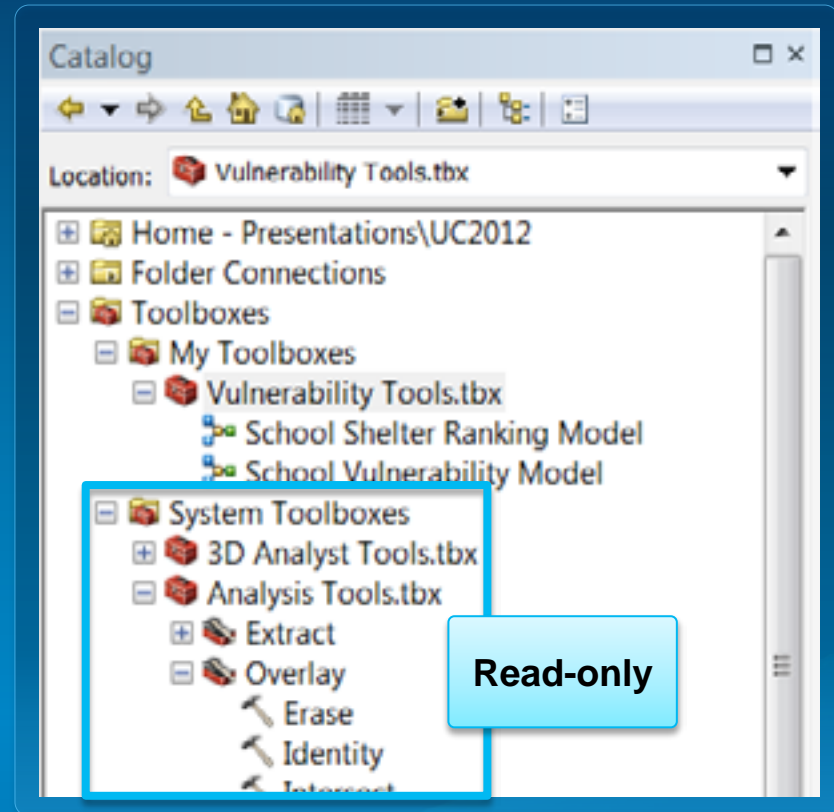 Catalog
Location: Vulnerability Tools.tbx
Home - Presentations\UC2012
Folder Connections
Toolboxes
My Toolboxes
Vulnerability Tools.tbx
School Shelter Ranking Model
School Vulnerability Model
System Toolboxes
3D Analyst Tools.tbx
Analysis Tools.tbx
Extract
Overlay
Read-only
Erase
Identity
Intersect